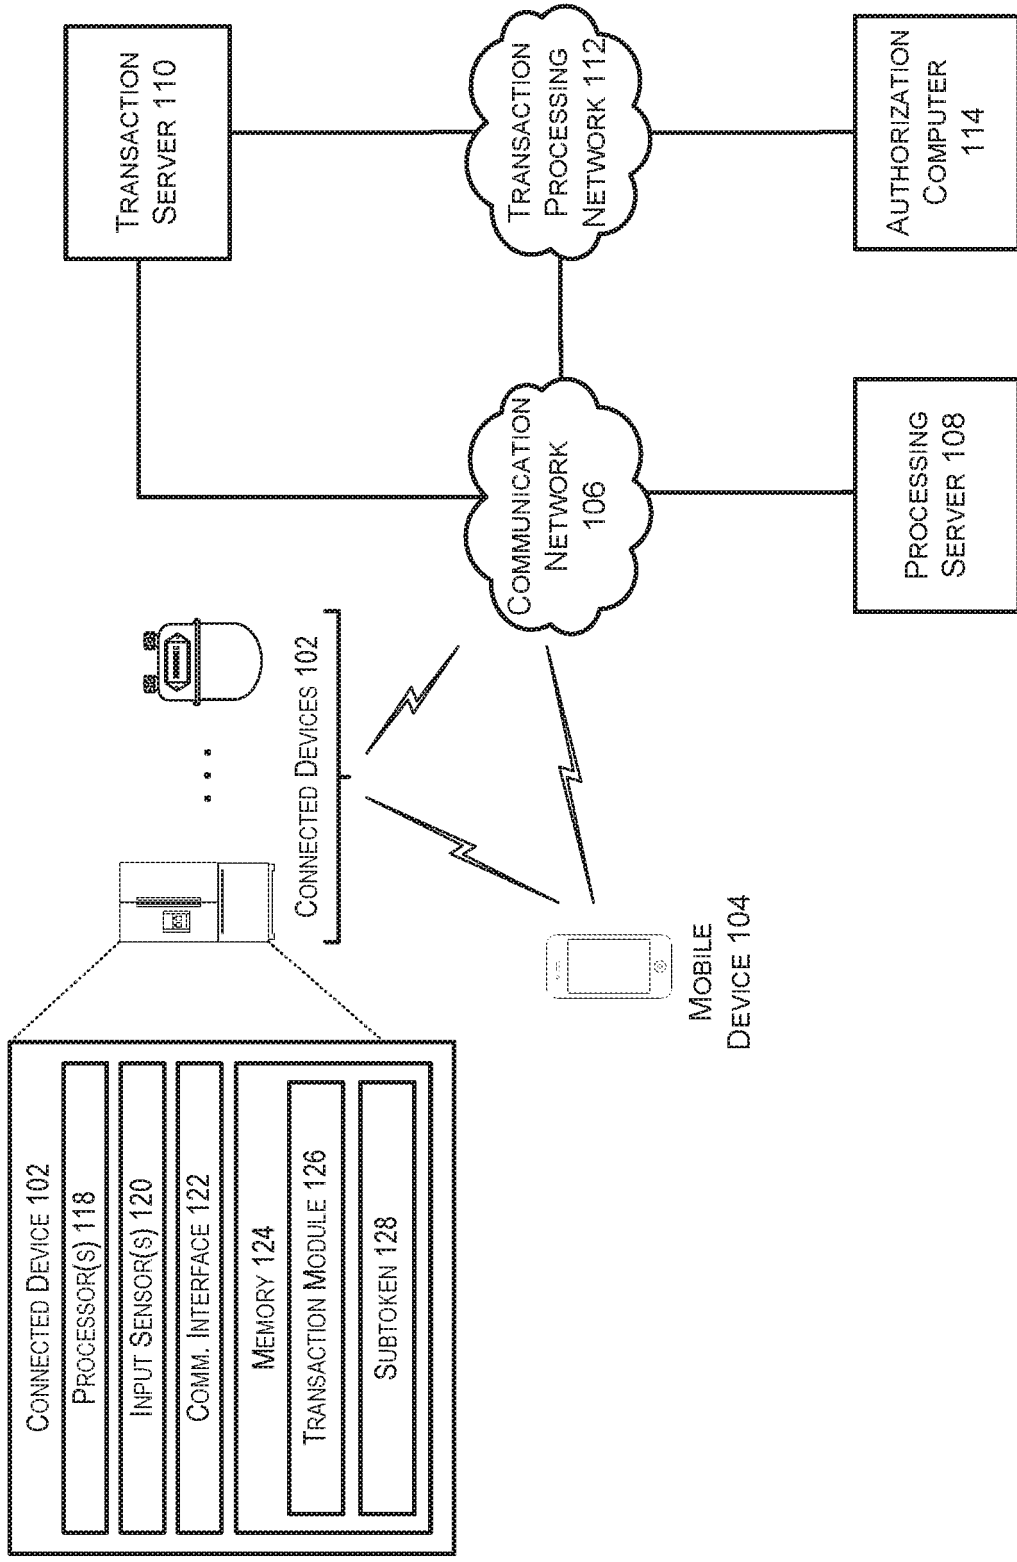 CONNECTED DEVICE 102
PROCESSOR(S) 118
INPUT SENSOR(S) 120
COMM. INTERFACE 122
MEMORY 124
TRANSACTION MODULE 126
SUBTOKEN 128
CONNECTED DEVICES 102
MOBILE
DEVICE 104
TRANSACTION
SERVER 110
COMMUNICATION
NETWORK
106
TRANSACTION
PROCESSING
NETWORK 112
PROCESSING
SERVER 108
AUTHORIZATION
COMPUTER
114